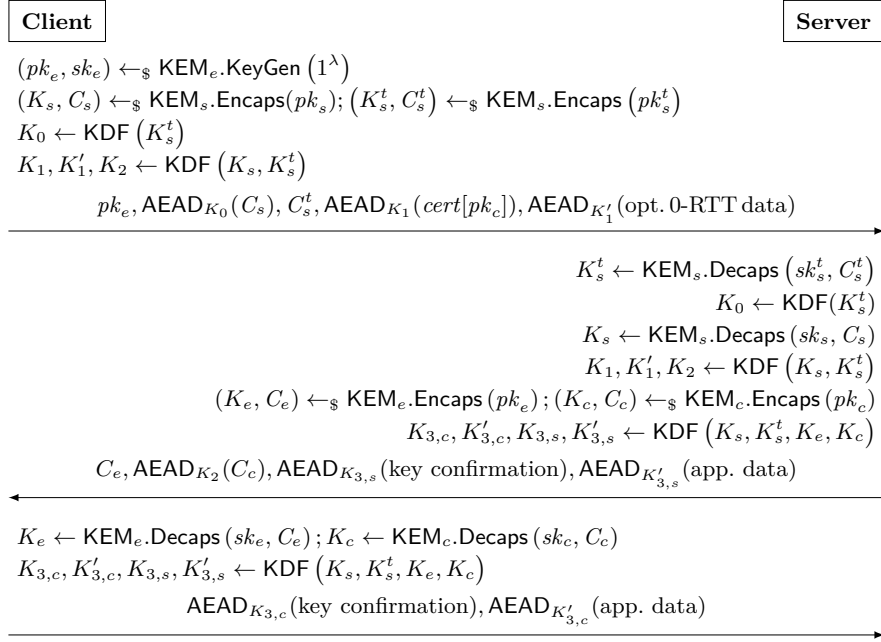 Client Server
(pk_e, sk_e) ←$ KEM_e.KeyGen (1^λ)
(K_s, C_s) ←$ KEM_s.Encaps(pk_s); (K_s^t, C_s^t) ←$ KEM_s.Encaps (pk_s^t)
K_0 ← KDF (K_s^t)
K_1, K_1′, K_2 ← KDF (K_s, K_s^t)
pk_e, AEAD_{K_0}(C_s), C_s^t, AEAD_{K_1}(cert[pk_c]), AEAD_{K_1′}(opt. 0-RTT data)
K_s^t ← KEM_s.Decaps (sk_s^t, C_s^t)
K_0 ← KDF(K_s^t)
K_s ← KEM_s.Decaps (sk_s, C_s)
K_1, K_1′, K_2 ← KDF (K_s, K_s^t)
(K_e, C_e) ←$ KEM_e.Encaps (pk_e) ; (K_c, C_c) ←$ KEM_c.Encaps (pk_c)
K_{3,c}, K_{3,c}′, K_{3,s}, K_{3,s}′ ← KDF (K_s, K_s^t, K_e, K_c)
C_e, AEAD_{K_2}(C_c), AEAD_{K_{3,s}}(key confirmation), AEAD_{K_{3,s}′}(app. data)
K_e ← KEM_e.Decaps (sk_e, C_e) ; K_c ← KEM_c.Decaps (sk_c, C_c)
K_{3,c}, K_{3,c}′, K_{3,s}, K_{3,s}′ ← KDF (K_s, K_s^t, K_e, K_c)
AEAD_{K_{3,c}}(key confirmation), AEAD_{K_{3,c}′}(app. data)